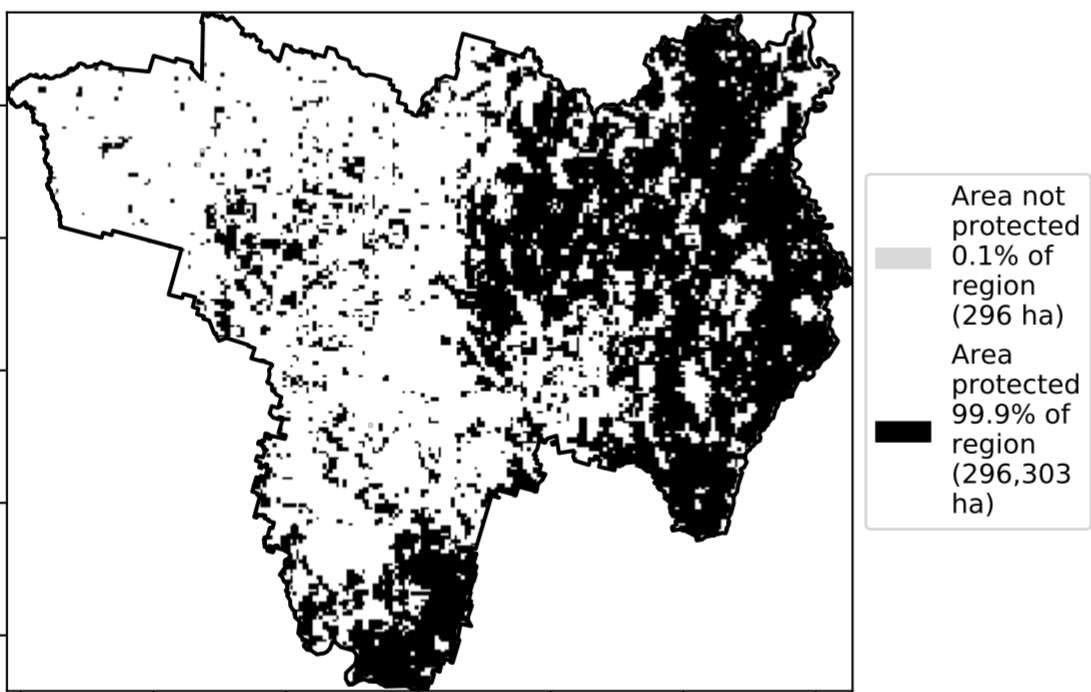 Area not
protected
0.1% of
region
(296 ha)
Area
protected
99.9% of
region
(296,303
ha)